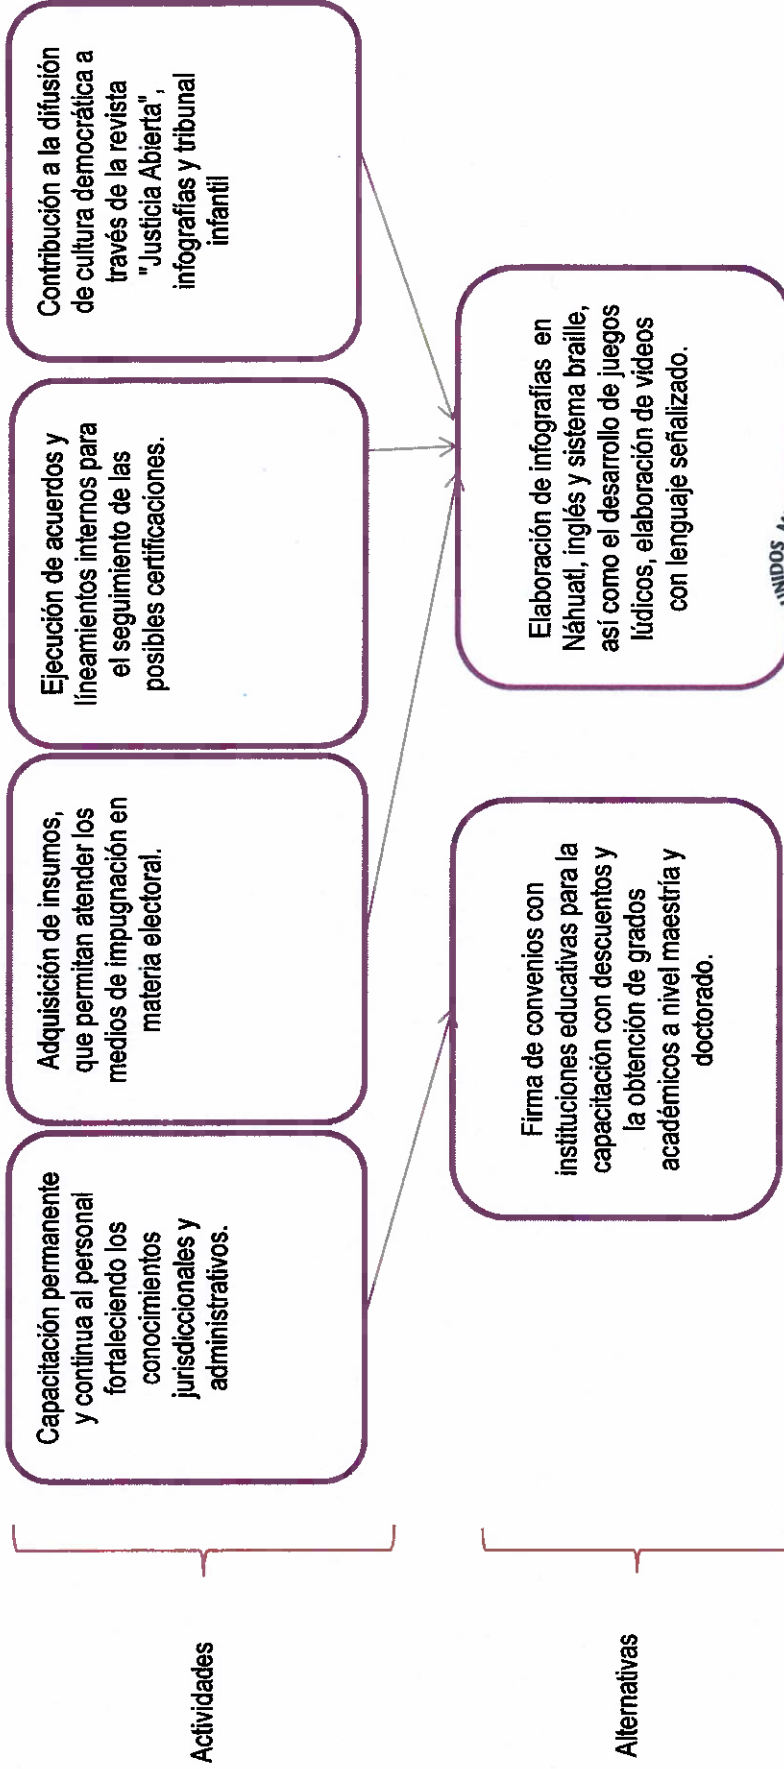 Actividades
Capacitación permanente
y continua al personal
fortaleciendo los
conocimientos
jurisdiccionales y
administrativos.
Adquisición de insumos,
que permitan atender los
medios de impugnación en
materia electoral.
Ejecución de acuerdos y
líneamientos internos para
el seguimiento de las
posibles certificaciones.
Contribución a la difusión
de cultura democrática a
través de la revista
"Justicia Abierta",
infografías y tribunal
infantil
Alternativas
Firma de convenios con
instituciones educativas para la
capacitación con descuentos y
la obtención de grados
académicos a nivel maestría y
doctorado.
Elaboración de infografías en
Náhuatl, inglés y sistema braille,
así como el desarrollo de juegos
lúdicos, elaboración de videos
con lenguaje señalizado.
UNIDOS